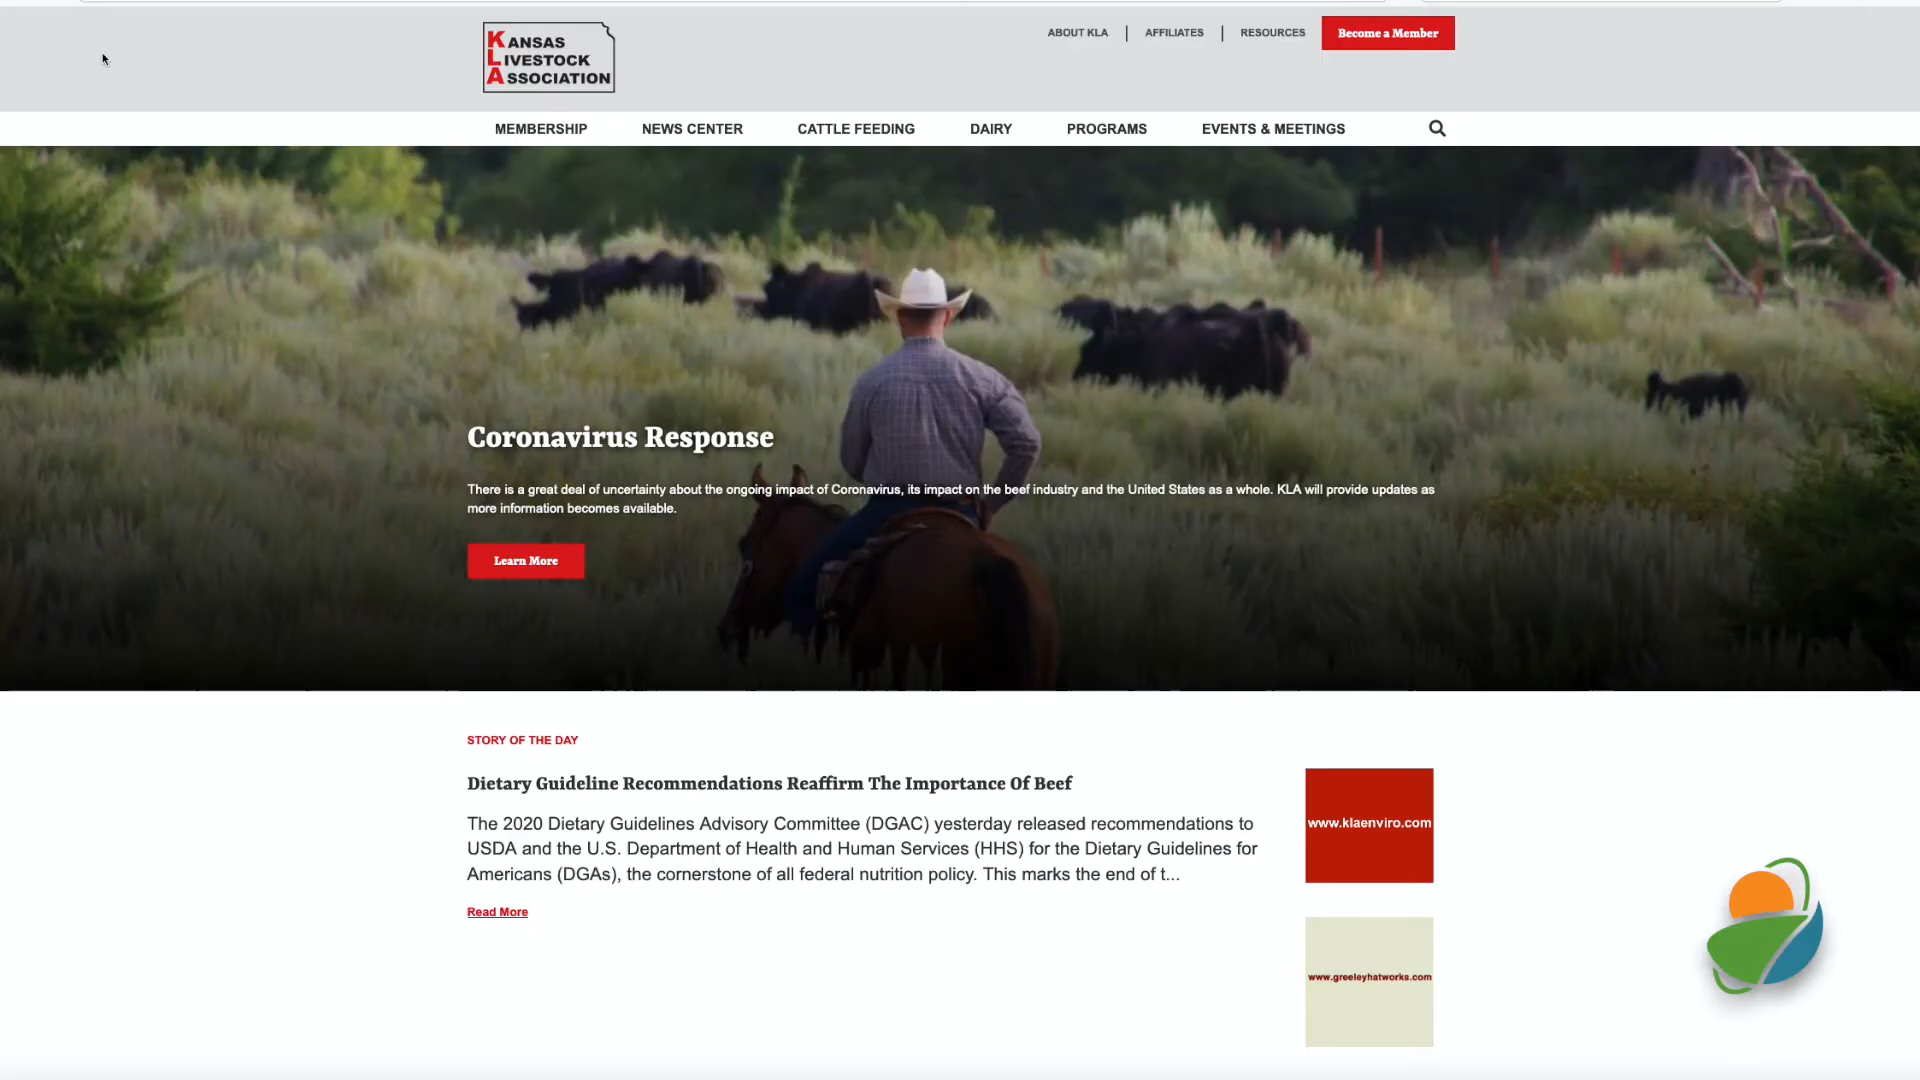 KANSAS
LIVESTOCK
ASSOCIATION
ABOUT KLA | AFFILIATES | RESOURCES
Become a Member
MEMBERSHIP NEWS CENTER CATTLE FEEDING DAIRY PROGRAMS EVENTS & MEETINGS
Coronavirus Response
There is a great deal of uncertainty about the ongoing impact of Coronavirus, its impact on the beef industry and the United States as a whole. KLA will provide updates as
more information becomes available.
Learn More
STORY OF THE DAY
Dietary Guideline Recommendations Reaffirm The Importance Of Beef
The 2020 Dietary Guidelines Advisory Committee (DGAC) yesterday released recommendations to
USDA and the U.S. Department of Health and Human Services (HHS) for the Dietary Guidelines for
Americans (DGAs), the cornerstone of all federal nutrition policy. This marks the end of t...
Read More
www.klaenviro.com
www.greeleyhatworks.com